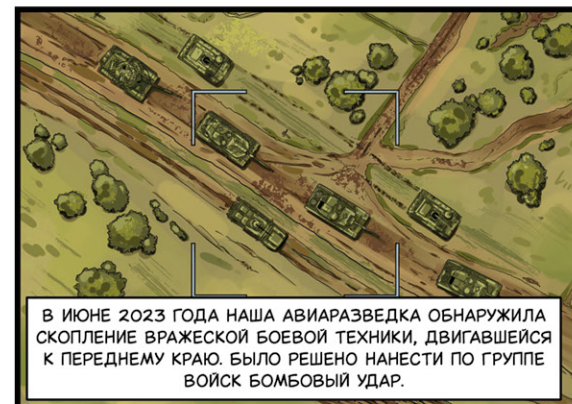 В ИЮНЕ 2023 ГОДА НАША АВИАРАЗВЕДКА ОБНАРУЖИЛА
СКОПЛЕНИЕ ВРАЖЕСКОЙ БОЕВОЙ ТЕХНИКИ, ДВИГАВШЕЙСЯ
К ПЕРЕДНЕМУ КРАЮ. БЫЛО РЕШЕНО НАНЕСТИ ПО ГРУППЕ
ВОЙСК БОМБОВЫЙ УДАР.